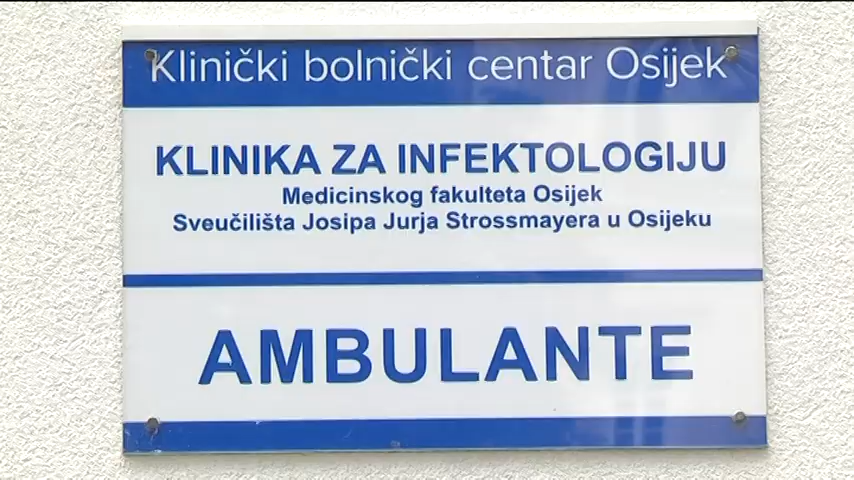 Klinički bolnički centar Osijek
KLINIKA ZA INFEKTOLOGIJU
Medicinskog fakulteta Osijek
Sveučilišta Josipa Jurja Strossmayera u Osijeku
AMBULANTE